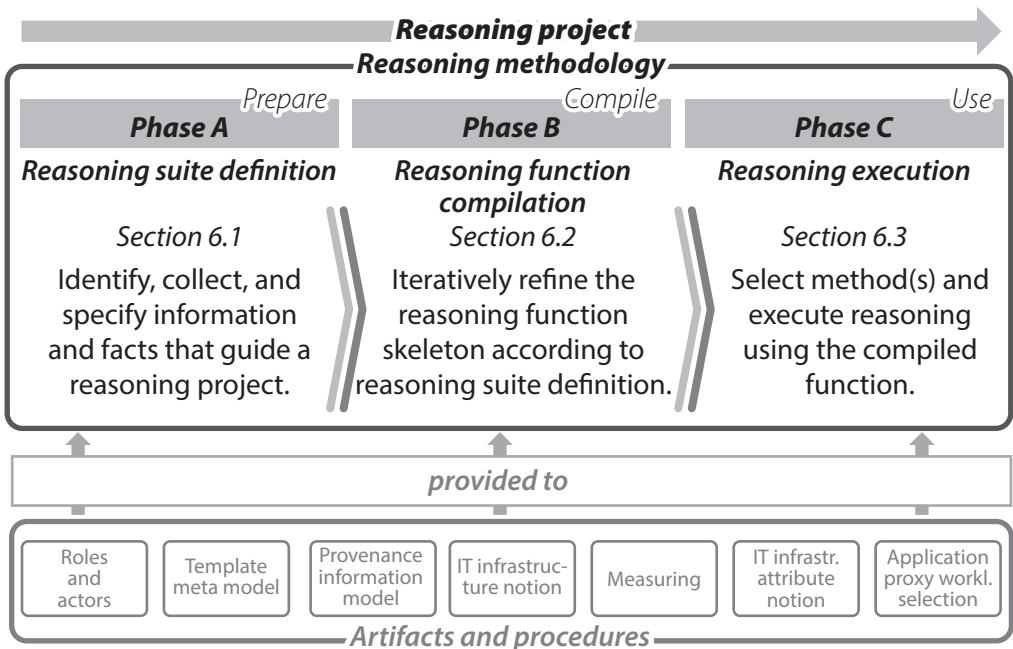 Reasoning project
Reasoning methodology
Prepare
Phase A
Reasoning suite definition
Section 6.1
Identify, collect, and
specify information
and facts that guide a
reasoning project.
Compile
Phase B
Reasoning function
compilation
Section 6.2
Iteratively refine the
reasoning function
skeleton according to
reasoning suite definition.
Use
Phase C
Reasoning execution
Section 6.3
Select method(s) and
execute reasoning
using the compiled
function.
provided to
Roles
and
actors
Template
meta model
Provenance
information
model
IT infrastruc-
ture notion
Measuring
IT infrastr.
attribute
notion
Application
proxy workl.
selection
Artifacts and procedures